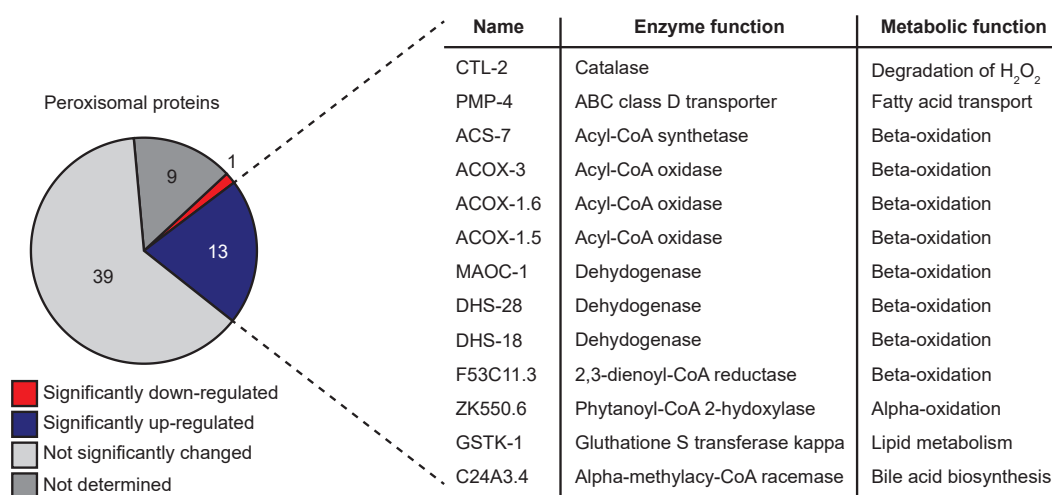 Peroxisomal proteins
9
1
13
39
Significantly down-regulated
Significantly up-regulated
Not significantly changed
Not determined
Name Enzyme function Metabolic function
CTL-2 Catalase Degradation of H₂O₂
PMP-4 ABC class D transporter Fatty acid transport
ACS-7 Acyl-CoA synthetase Beta-oxidation
ACOX-3 Acyl-CoA oxidase Beta-oxidation
ACOX-1.6 Acyl-CoA oxidase Beta-oxidation
ACOX-1.5 Acyl-CoA oxidase Beta-oxidation
MAOC-1 Dehydogenase Beta-oxidation
DHS-28 Dehydogenase Beta-oxidation
DHS-18 Dehydogenase Beta-oxidation
F53C11.3 2,3-dienoyl-CoA reductase Beta-oxidation
ZK550.6 Phytanoyl-CoA 2-hydoxylase Alpha-oxidation
GSTK-1 Gluthatione S transferase kappa Lipid metabolism
C24A3.4 Alpha-methylacy-CoA racemase Bile acid biosynthesis